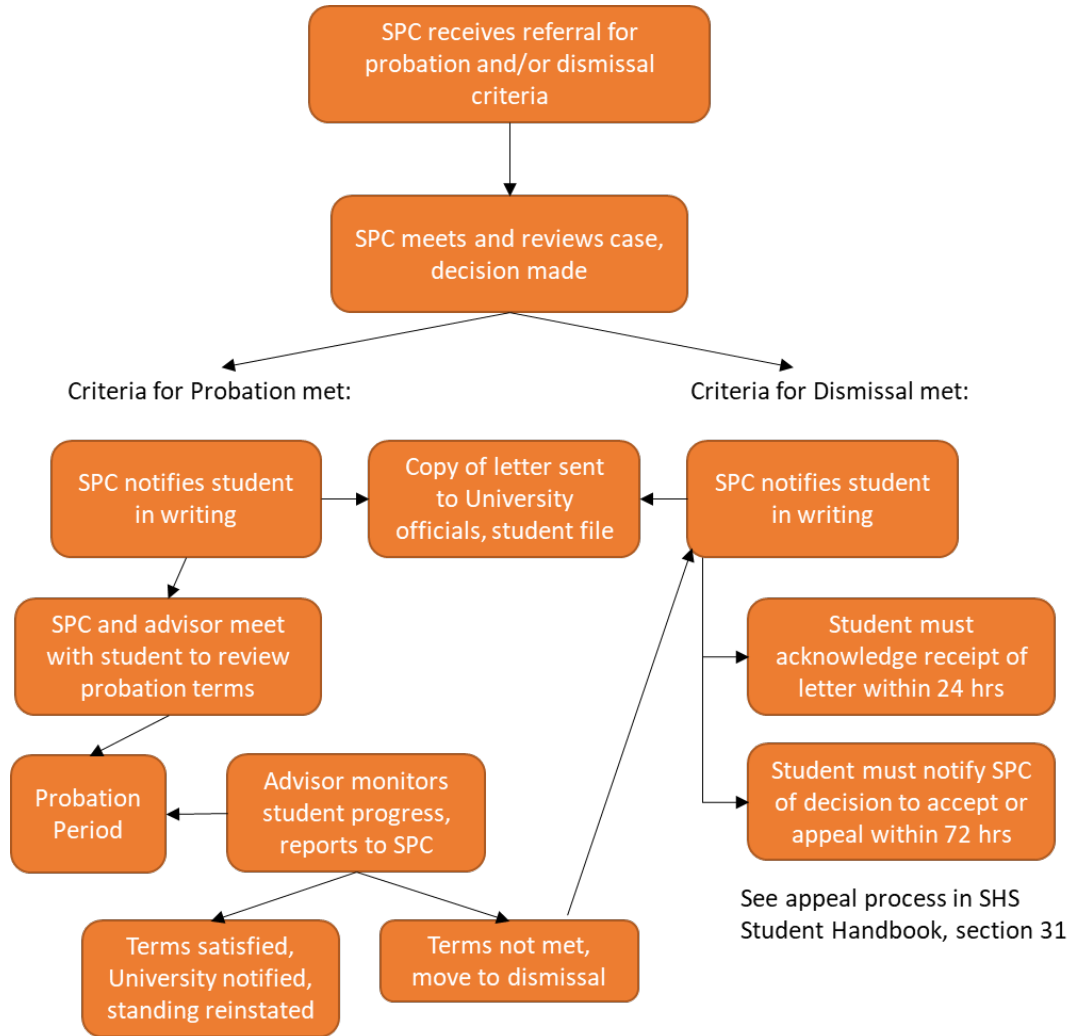 SPC receives referral for
probation and/or dismissal
criteria
SPC meets and reviews case,
decision made
Criteria for Probation met:
Criteria for Dismissal met:
SPC notifies student
in writing
Copy of letter sent
to University
officials, student file
SPC notifies student
in writing
SPC and advisor meet
with student to review
probation terms
Student must
acknowledge receipt of
letter within 24 hrs
Probation
Period
Advisor monitors
student progress,
reports to SPC
Student must notify SPC
of decision to accept or
appeal within 72 hrs
Terms satisfied,
University notified,
standing reinstated
Terms not met,
move to dismissal
See appeal process in SHS
Student Handbook, section 31